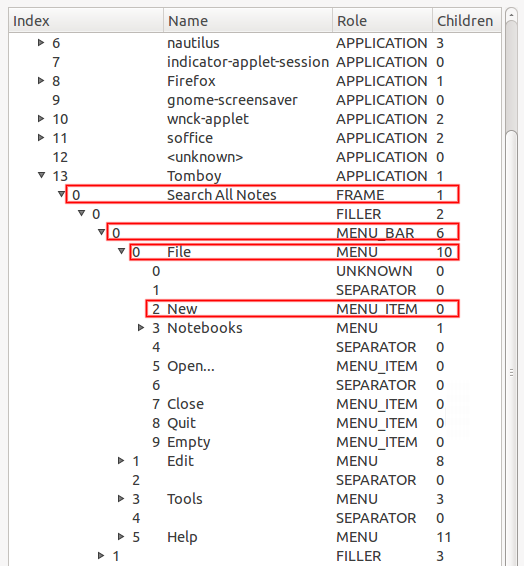 Index Name Role Children
6 nautilus APPLICATION 3
7 indicator-applet-session APPLICATION 0
8 Firefox APPLICATION 1
9 gnome-screensaver APPLICATION 0
10 wnck-applet APPLICATION 2
11 soffice APPLICATION 2
12 <unknown> APPLICATION 0
13 Tomboy APPLICATION 1
0 Search All Notes FRAME 1
0 FILLER 2
0 MENU_BAR 6
0 File MENU 10
0 UNKNOWN 0
1 SEPARATOR 0
2 New MENU_ITEM 0
3 Notebooks MENU 1
4 SEPARATOR 0
5 Open... MENU_ITEM 0
6 SEPARATOR 0
7 Close MENU_ITEM 0
8 Quit MENU_ITEM 0
9 Empty MENU_ITEM 0
1 Edit MENU 8
2 SEPARATOR 0
3 Tools MENU 3
4 SEPARATOR 0
5 Help MENU 11
1 FILLER 3